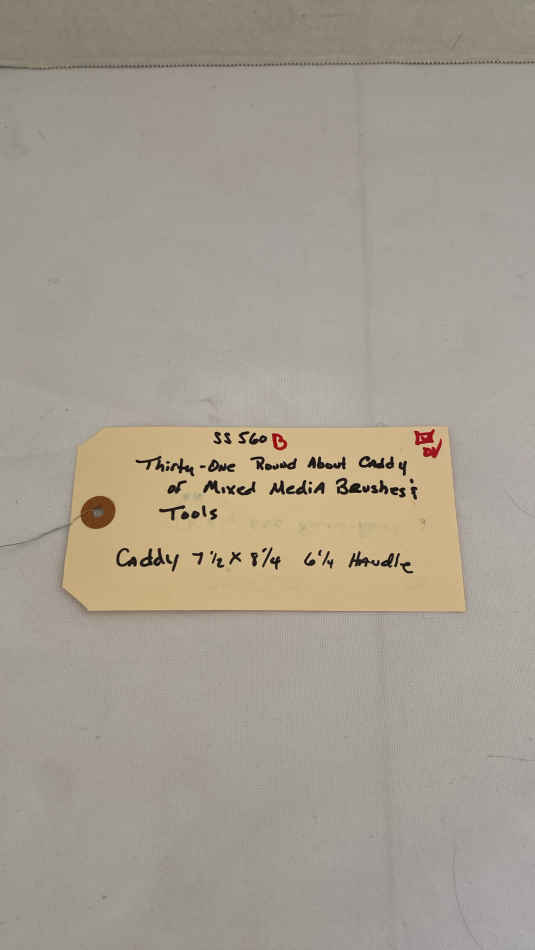 SS 560 B
Thirty-One Round About Caddy
of Mixed Media Brushes &
Tools
Caddy 7 1/2 x 8 1/4 6 1/4 Handle